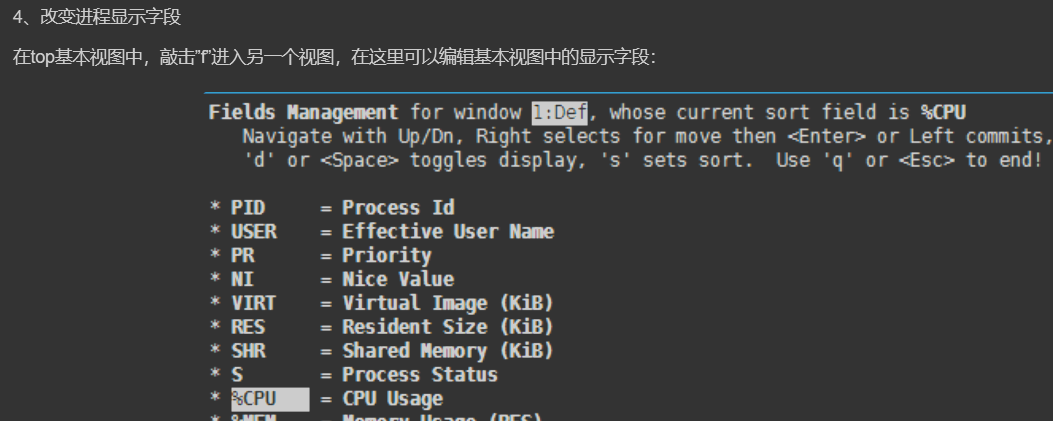 4、改变进程显示字段
在top基本视图中，敲击"f"进入另一个视图，在这里可以编辑基本视图中的显示字段：
Fields Management for window 1:Def, whose current sort field is %CPU
Navigate with Up/Dn, Right selects for move then <Enter> or Left commits,
'd' or <Space> toggles display, 's' sets sort. Use 'q' or <Esc> to end!
* PID = Process Id
* USER = Effective User Name
* PR = Priority
* NI = Nice Value
* VIRT = Virtual Image (KiB)
* RES = Resident Size (KiB)
* SHR = Shared Memory (KiB)
* S = Process Status
* %CPU = CPU Usage
* %MEM = Memory Usage (RES)